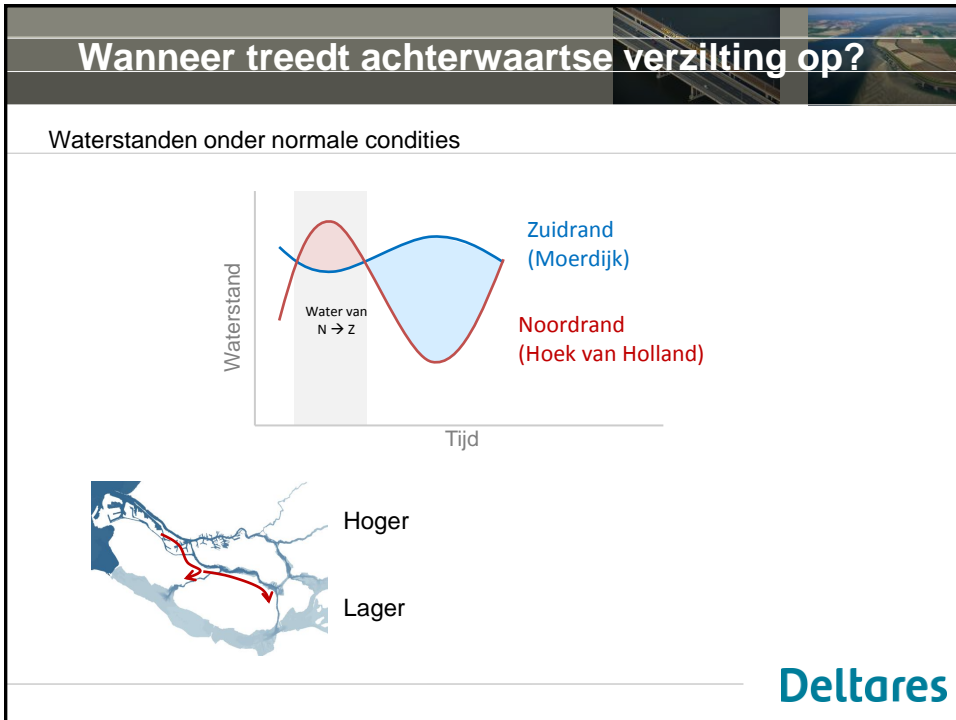 Wanneer treedt achterwaartse verzilting op?
Waterstanden onder normale condities
Waterstand
Water van
N → Z
Zuidrand
(Moerdijk)
Noordrand
(Hoek van Holland)
Tijd
Hoger
Lager
Deltares